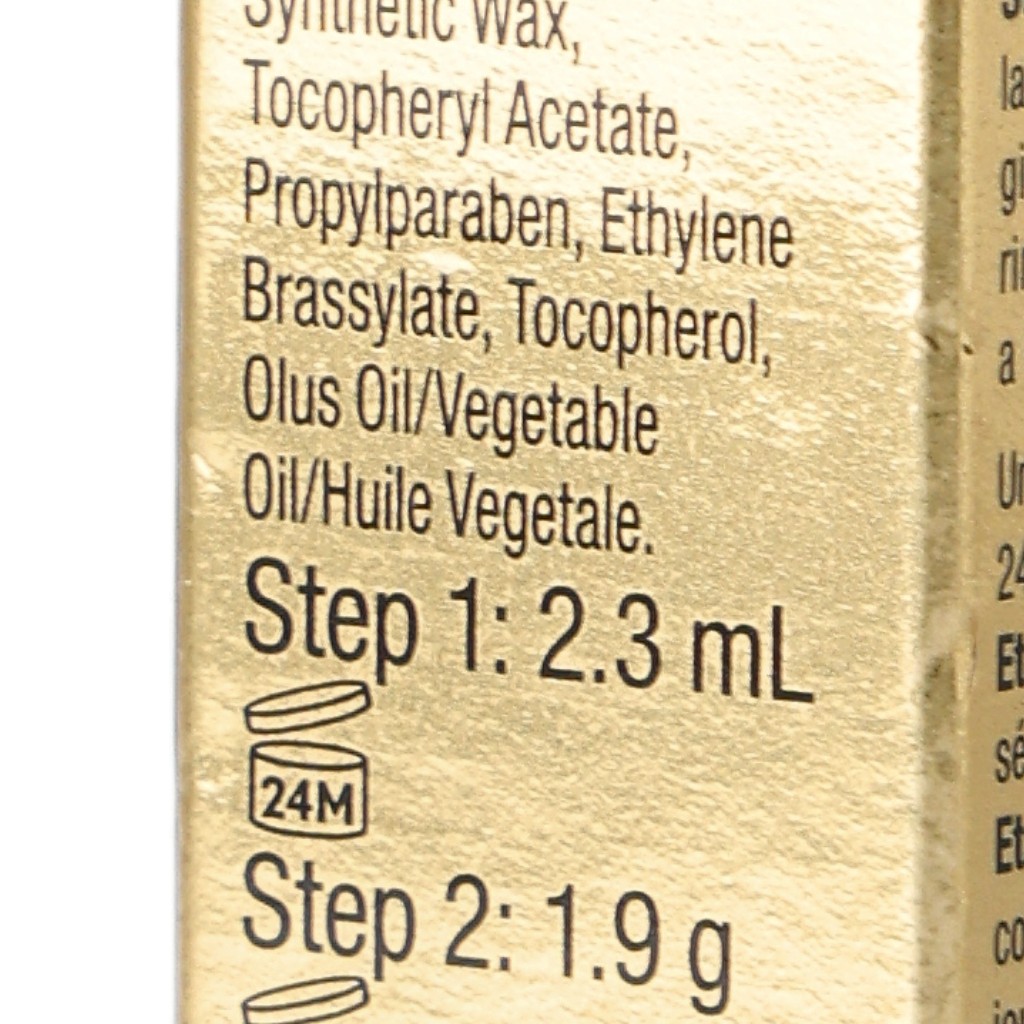 Synthetic Wax,
Tocopheryl Acetate,
Propylparaben, Ethylene
Brassylate, Tocopherol,
Olus Oil/Vegetable
Oil/Huile Vegetale.
Step 1: 2.3 mL
24M
Step 2: 1.9 g